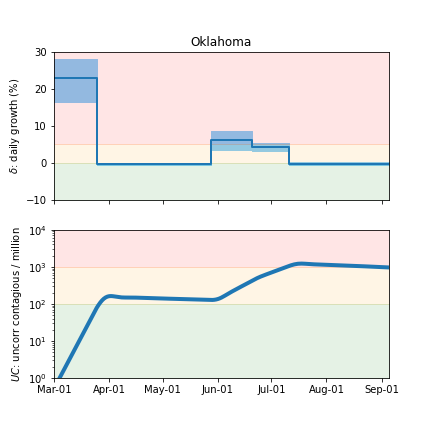 Oklahoma
30
20
10
0
−10
δ: daily growth (%)
10⁴
10³
10²
10¹
10⁰
UC: uncorr contagious / million
Mar-01 Apr-01 May-01 Jun-01 Jul-01 Aug-01 Sep-01